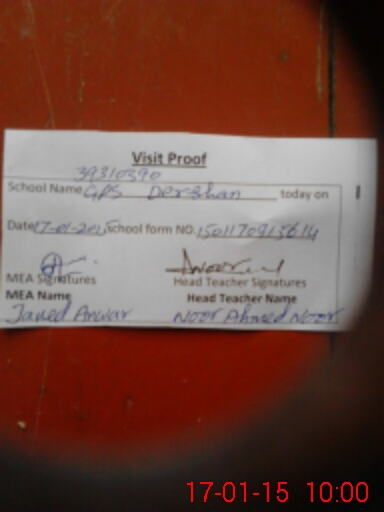 Visit Proof
39310390
School Name GPS Dershan today on
Date 17-01-2015 School form NO. 1501170913614
MEA Signatures Head Teacher Signatures
MEA Name Head Teacher Name
Javed Anwar Noor Ahmed Noor
17-01-15 10:00